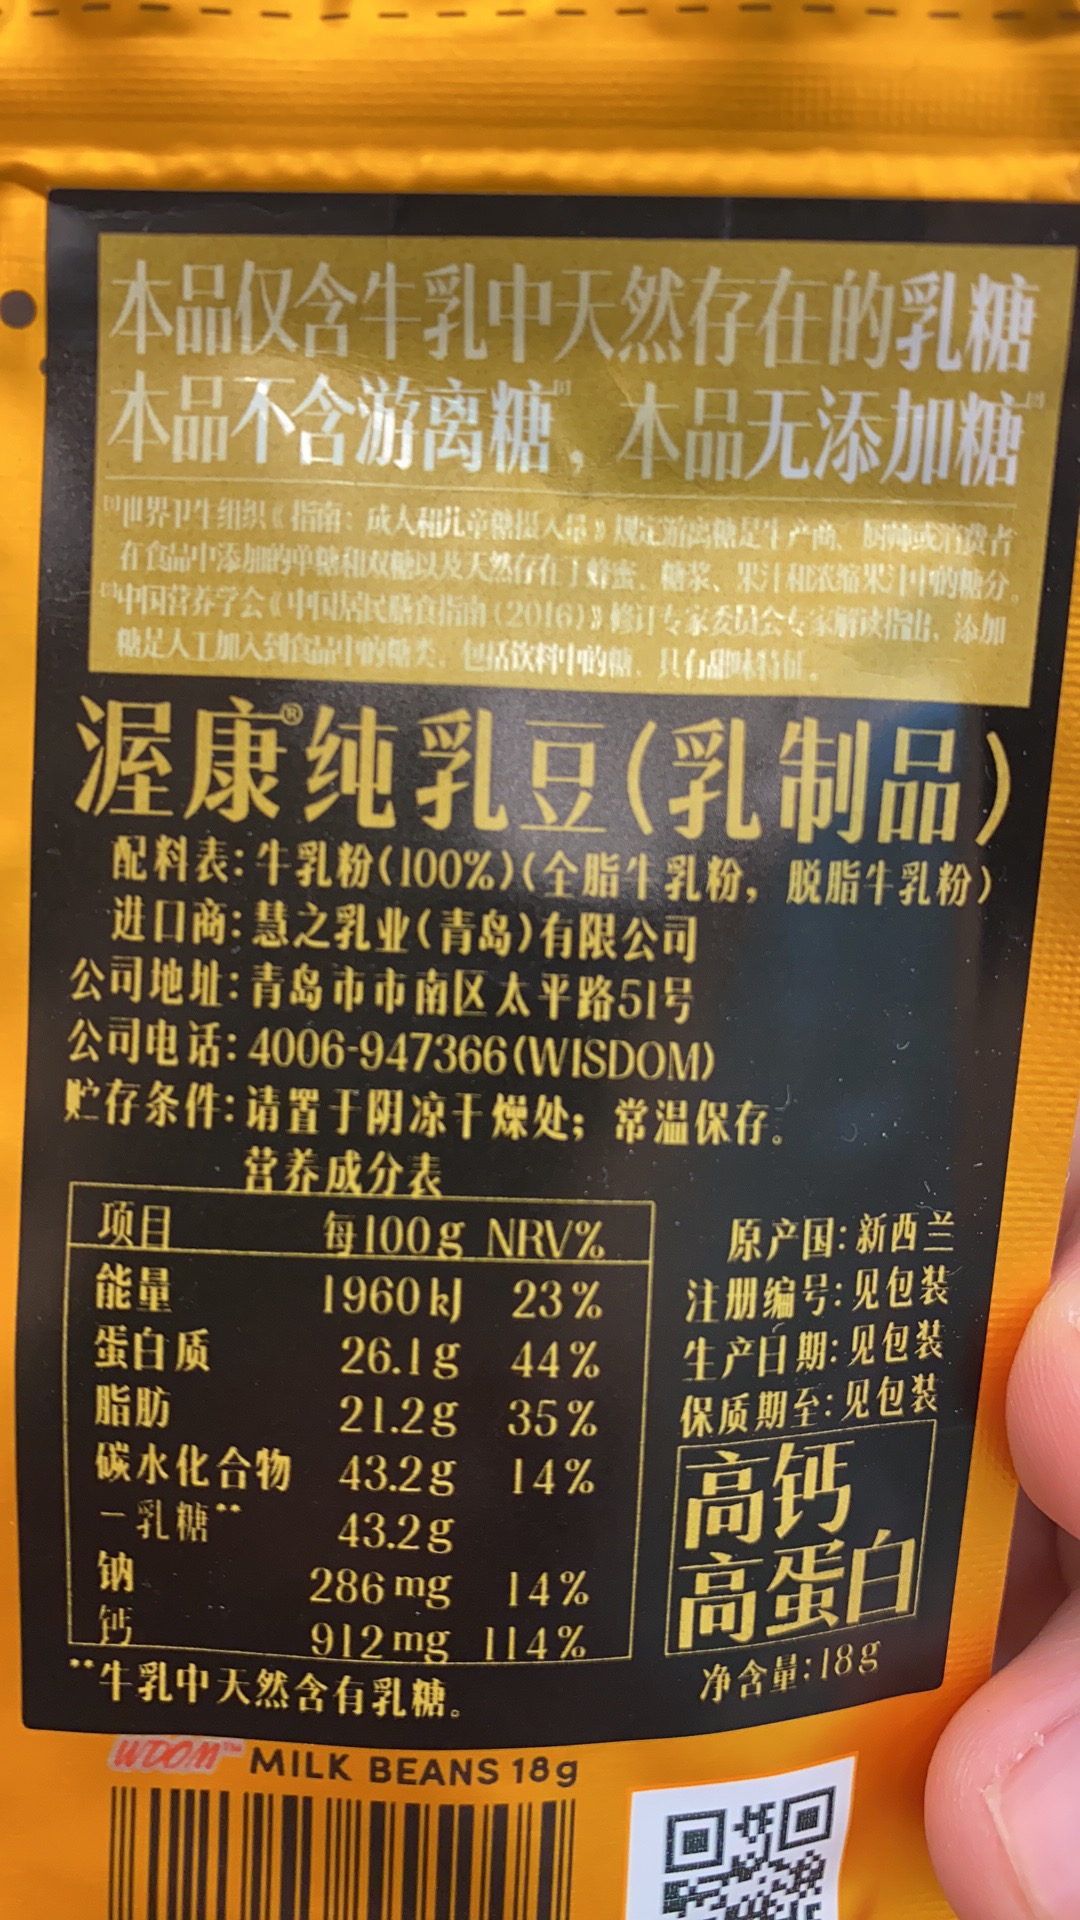 本品仅含牛乳中天然存在的乳糖
本品不含游离糖[1]，本品无添加糖[2]
[1]世界卫生组织《指南：成人和儿童糖摄入量》规定游离糖是生产商、厨师或消费者
在食品中添加的单糖和双糖以及天然存在于蜂蜜、糖浆、果汁和浓缩果汁中的糖分。
[2]中国营养学会《中国居民膳食指南(2016)》修订专家委员会专家解读指出，添加
糖是人工加入到食品中的糖类，包括饮料中的糖，具有甜味特征。
渥康®纯乳豆(乳制品)
配料表：牛乳粉(100%)(全脂牛乳粉，脱脂牛乳粉)
进口商：慧之乳业(青岛)有限公司
公司地址：青岛市市南区太平路51号
公司电话：4006-947366(WISDOM)
贮存条件：请置于阴凉干燥处；常温保存。
营养成分表
项目 每100g NRV%
能量 1960kJ 23%
蛋白质 26.1g 44%
脂肪 21.2g 35%
碳水化合物 43.2g 14%
-乳糖** 43.2g
钠 286mg 14%
钙 912mg 114%
**牛乳中天然含有乳糖。
原产国：新西兰
注册编号：见包装
生产日期：见包装
保质期至：见包装
高钙
高蛋白
净含量：18g
WDOM™ MILK BEANS 18g